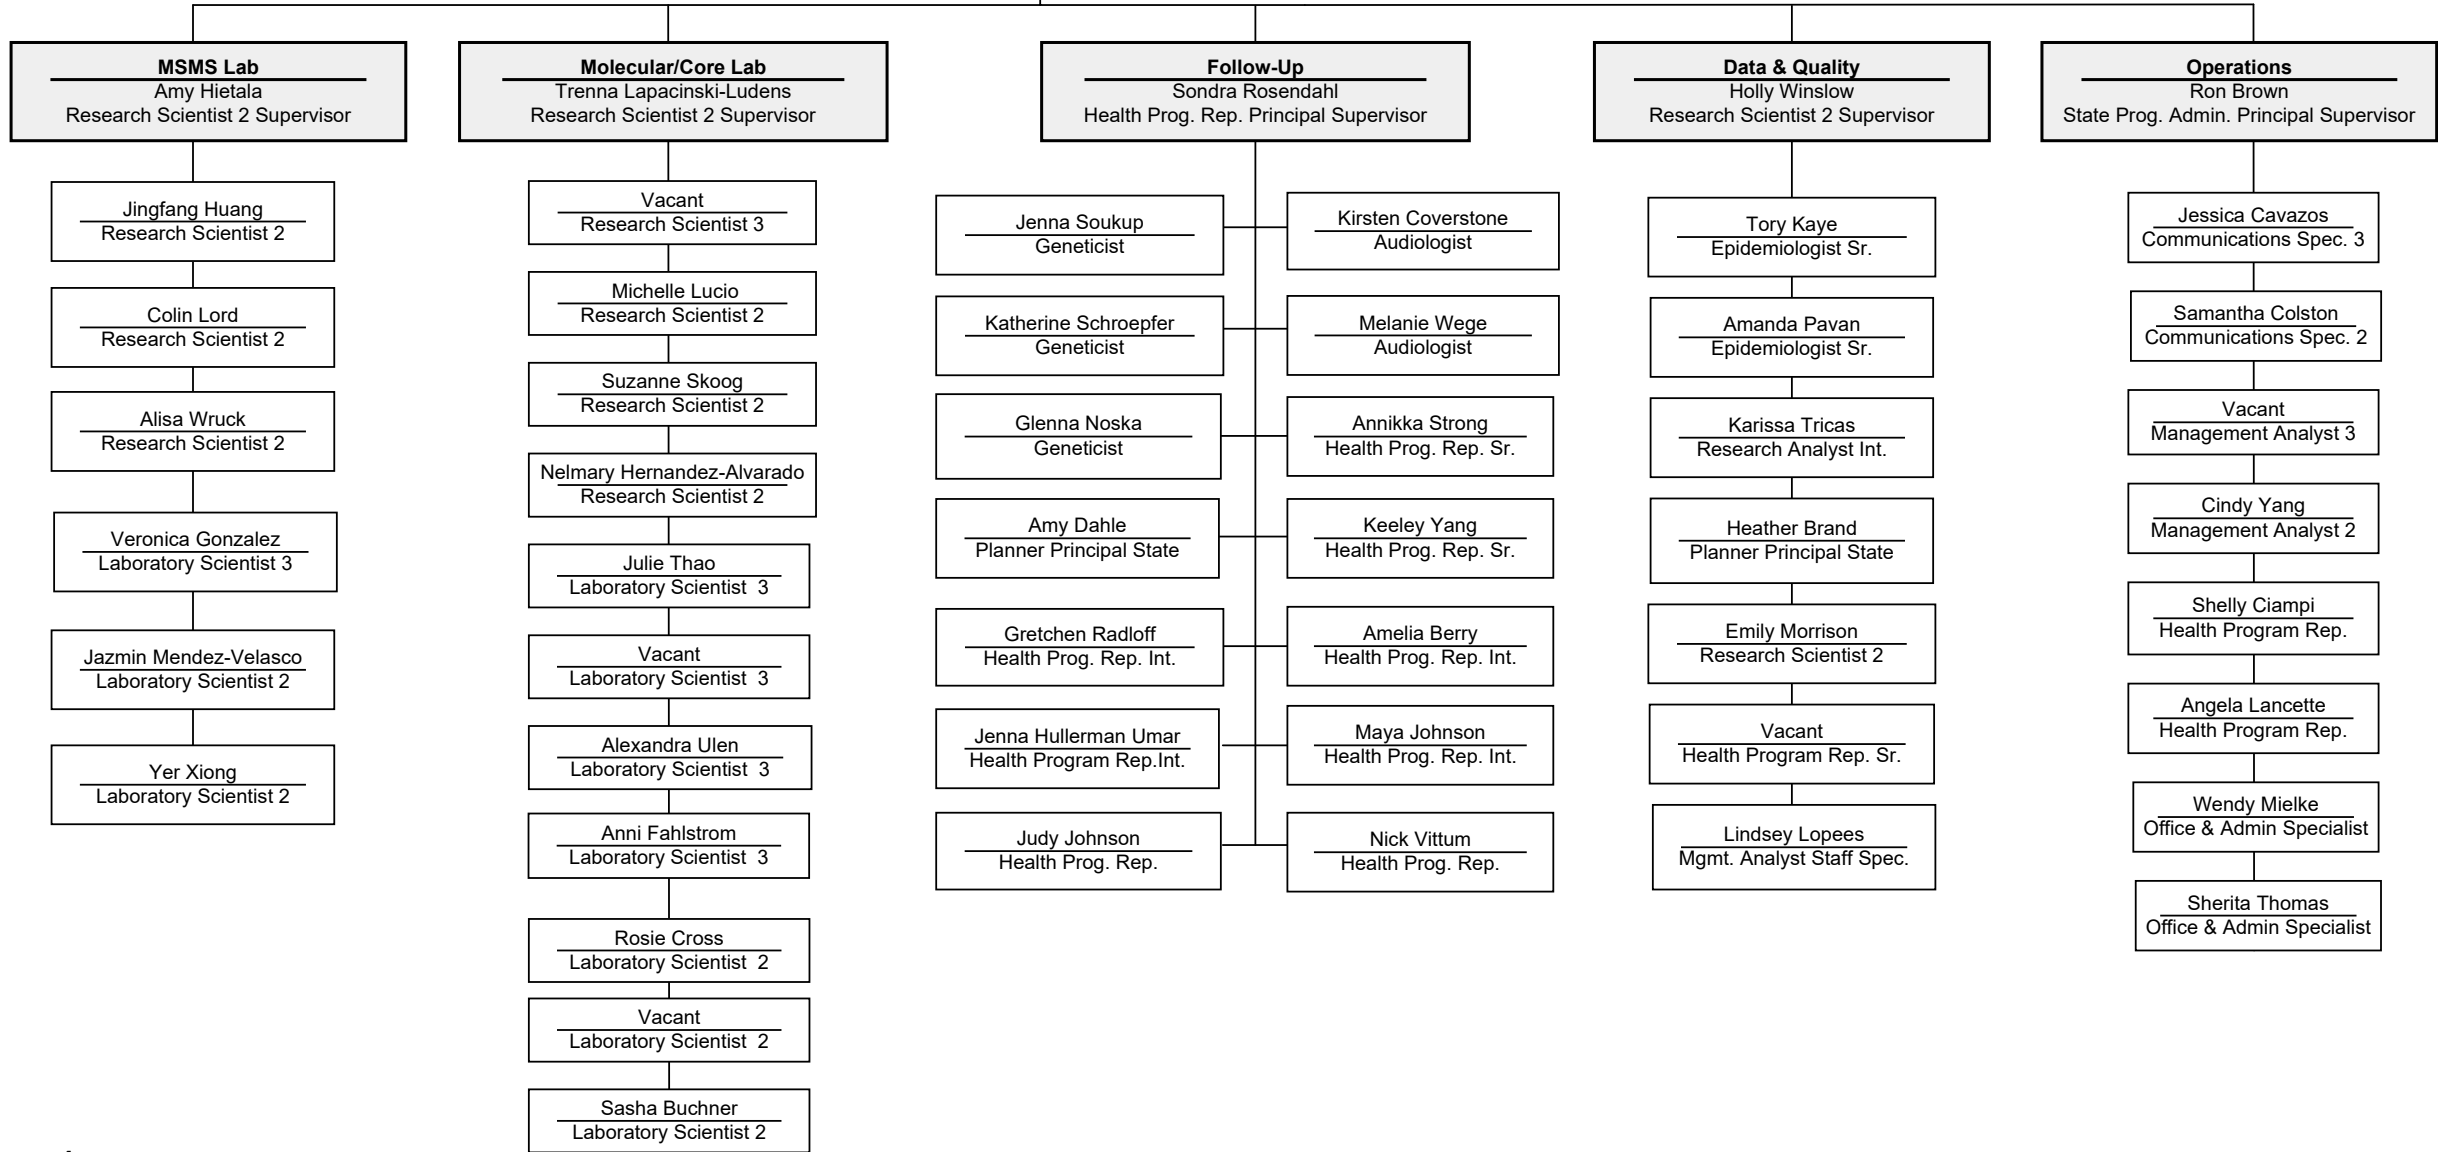 MSMS Lab
Amy Hietala
Research Scientist 2 Supervisor
Jingfang Huang
Research Scientist 2
Colin Lord
Research Scientist 2
Alisa Wruck
Research Scientist 2
Veronica Gonzalez
Laboratory Scientist 3
Jazmin Mendez-Velasco
Laboratory Scientist 2
Yer Xiong
Laboratory Scientist 2
Molecular/Core Lab
Trenna Lapacinski-Ludens
Research Scientist 2 Supervisor
Vacant
Research Scientist 3
Michelle Lucio
Research Scientist 2
Suzanne Skoog
Research Scientist 2
Nelmary Hernandez-Alvarado
Research Scientist 2
Julie Thao
Laboratory Scientist 3
Vacant
Laboratory Scientist 3
Alexandra Ulen
Laboratory Scientist 3
Anni Fahlstrom
Laboratory Scientist 3
Rosie Cross
Laboratory Scientist 2
Vacant
Laboratory Scientist 2
Sasha Buchner
Laboratory Scientist 2
Follow-Up
Sondra Rosendahl
Health Prog. Rep. Principal Supervisor
Jenna Soukup
Geneticist
Kirsten Coverstone
Audiologist
Katherine Schroepfer
Geneticist
Melanie Wege
Audiologist
Glenna Noska
Geneticist
Annikka Strong
Health Prog. Rep. Sr.
Amy Dahle
Planner Principal State
Keeley Yang
Health Prog. Rep. Sr.
Gretchen Radloff
Health Prog. Rep. Int.
Amelia Berry
Health Prog. Rep. Int.
Jenna Hullerman Umar
Health Program Rep.Int.
Maya Johnson
Health Prog. Rep. Int.
Judy Johnson
Health Prog. Rep.
Nick Vittum
Health Prog. Rep.
Data & Quality
Holly Winslow
Research Scientist 2 Supervisor
Tory Kaye
Epidemiologist Sr.
Amanda Pavan
Epidemiologist Sr.
Karissa Tricas
Research Analyst Int.
Heather Brand
Planner Principal State
Emily Morrison
Research Scientist 2
Vacant
Health Program Rep. Sr.
Lindsey Lopees
Mgmt. Analyst Staff Spec.
Operations
Ron Brown
State Prog. Admin. Principal Supervisor
Jessica Cavazos
Communications Spec. 3
Samantha Colston
Communications Spec. 2
Vacant
Management Analyst 3
Cindy Yang
Management Analyst 2
Shelly Ciampi
Health Program Rep.
Angela Lancette
Health Program Rep.
Wendy Mielke
Office & Admin Specialist
Sherita Thomas
Office & Admin Specialist